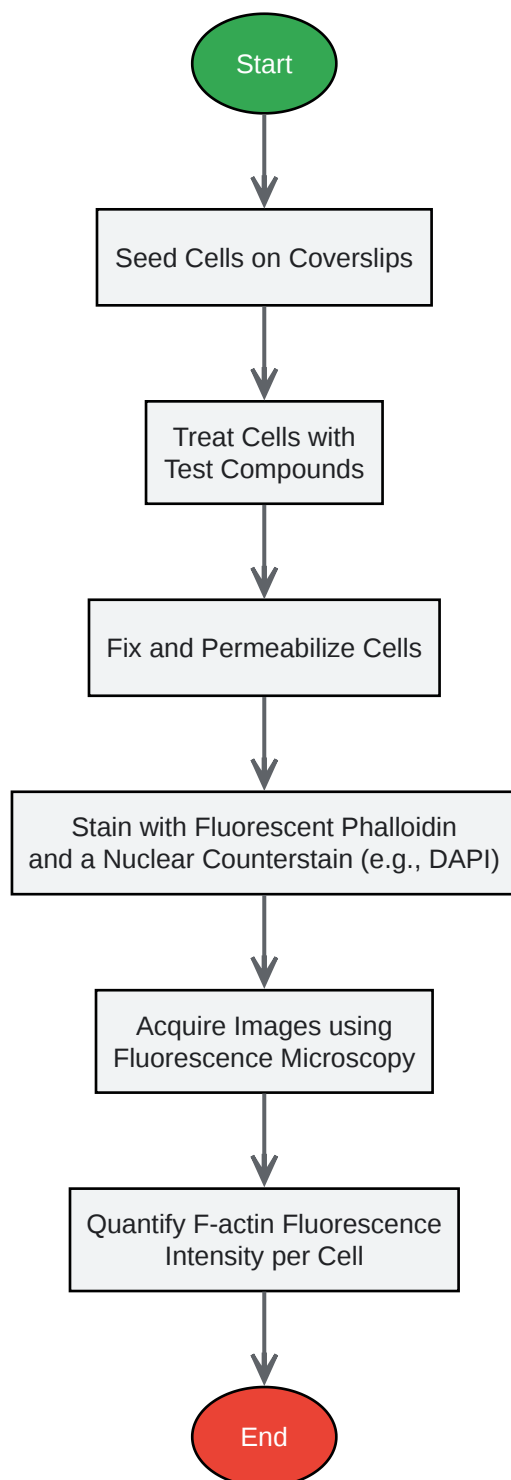 Start
Seed Cells on Coverslips
Treat Cells with
Test Compounds
Fix and Permeabilize Cells
Stain with Fluorescent Phalloidin
and a Nuclear Counterstain (e.g., DAPI)
Acquire Images using
Fluorescence Microscopy
Quantify F-actin Fluorescence
Intensity per Cell
End